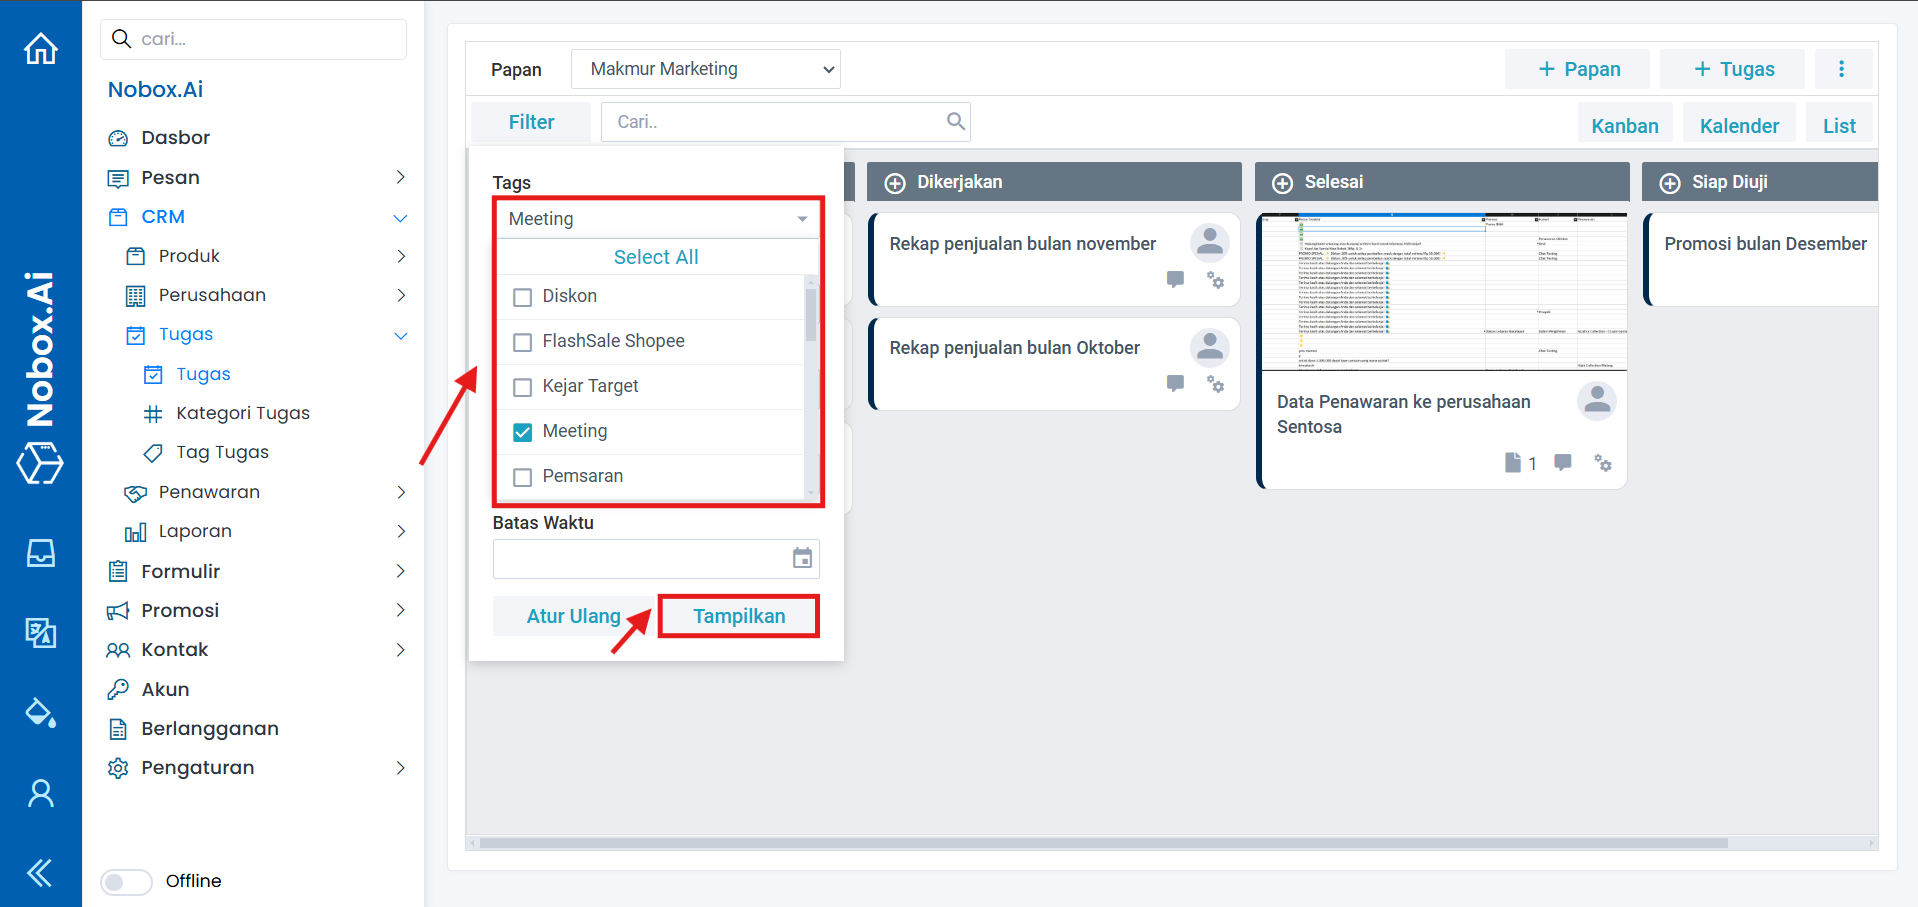 cari...
Nobox.Ai
Nobox.Ai
Dasbor
Pesan
CRM
Produk
Perusahaan
Tugas
Tugas
Kategori Tugas
Tag Tugas
Penawaran
Laporan
Formulir
Promosi
Kontak
Akun
Berlangganan
Pengaturan
Offline
Papan
Makmur Marketing
+ Papan
+ Tugas
Filter
Cari..
Kanban
Kalender
List
Tags
Meeting
Select All
Diskon
FlashSale Shopee
Kejar Target
Meeting
Pemsaran
Batas Waktu
Atur Ulang
Tampilkan
Dikerjakan
Rekap penjualan bulan november
Rekap penjualan bulan Oktober
Selesai
Data Penawaran ke perusahaan
Sentosa
1
Siap Diuji
Promosi bulan Desember